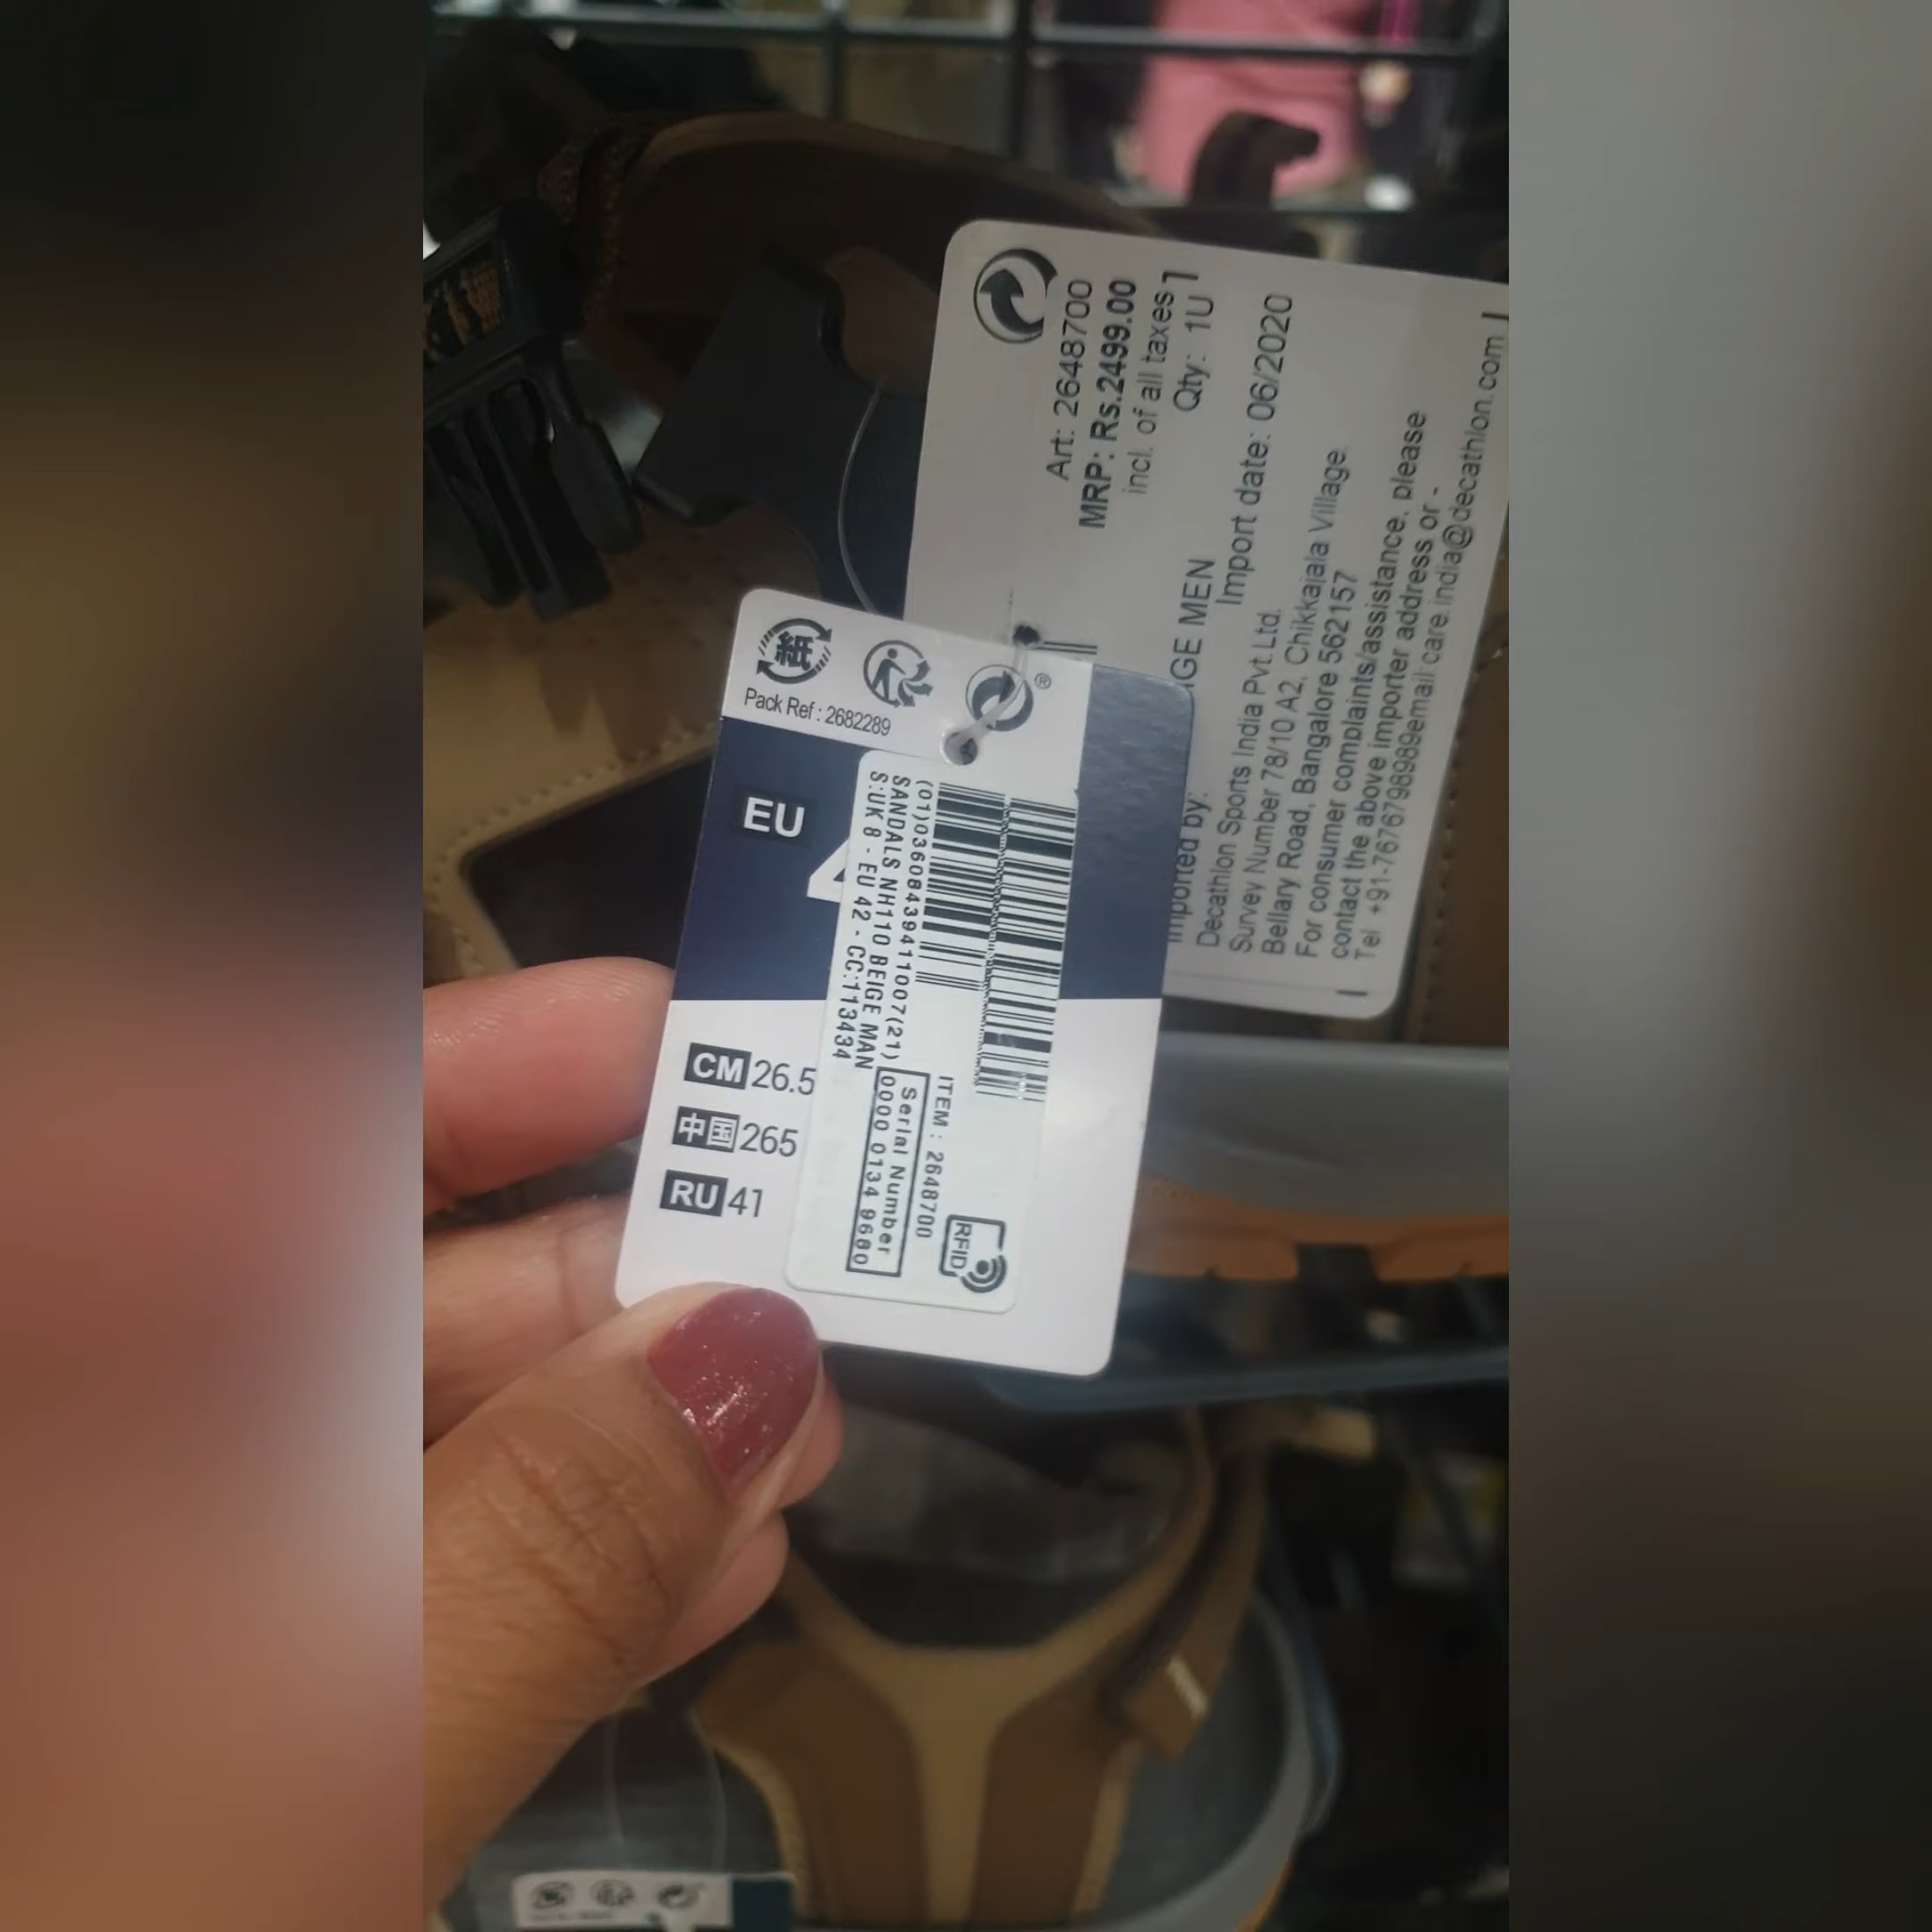 Art: 2648700
MRP: Rs.2499.00
incl. of all taxes
Qty: 1U
GE MEN
Import date: 06/2020
Imported by:
Decathlon Sports India Pvt.Ltd.
Survey Number 78/10 A2, Chikkajala Village.
Bellary Road, Bangalore 562157
For consumer complaints/assistance, please
contact the above importer address or -
Tel +91-7676798989email:care.india@decathlon.com
紙
®
Pack Ref : 2682289
EU
4
(01)03608439411007(21)
SANDALS NH110 BEIGE MAN
S:UK 8 - EU 42 - CC:113434
ITEM : 2648700
Serial Number
0000 0134 9680
RFID
CM 26.5
中国 265
RU 41